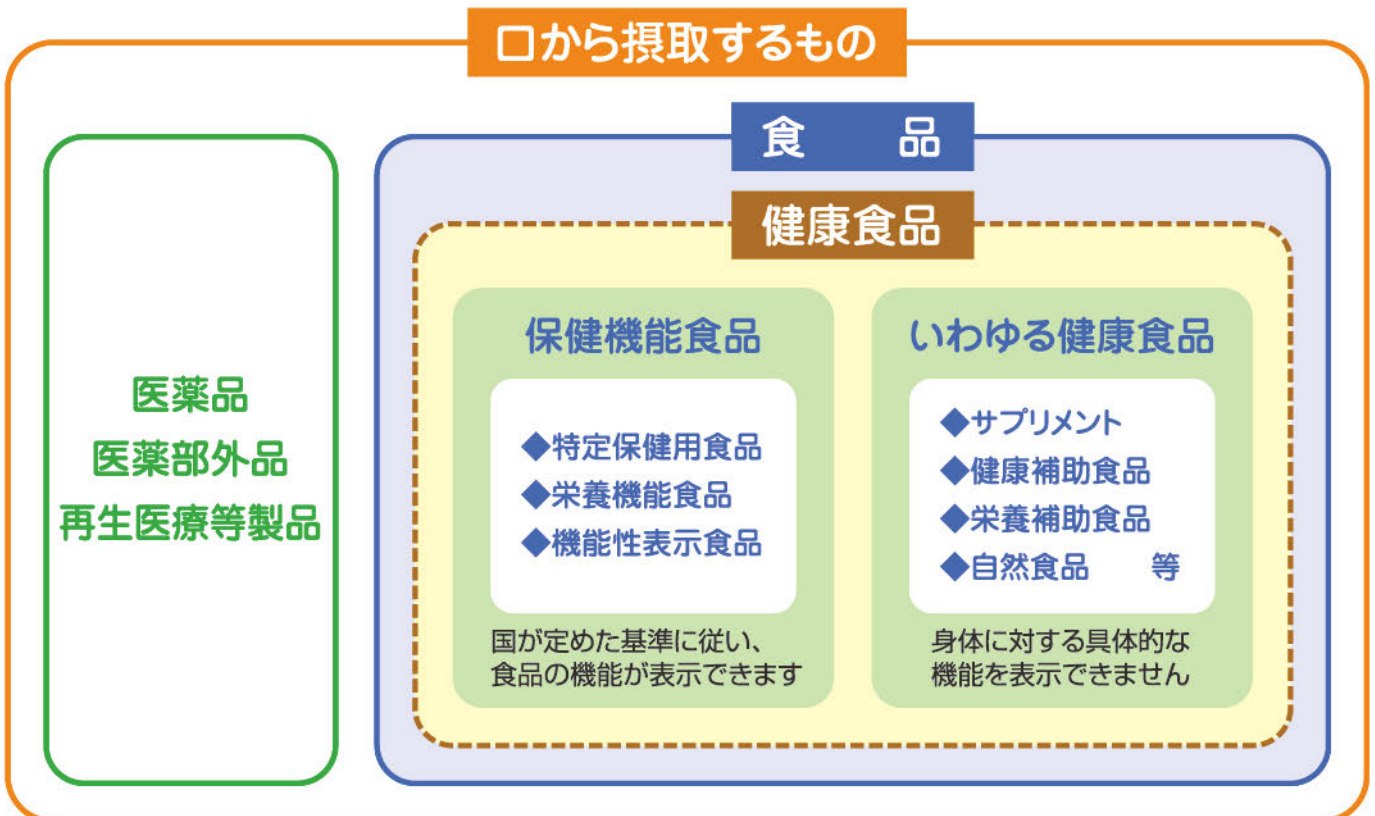 口から摂取するもの
食　　品
健康食品
医薬品
医薬部外品
再生医療等製品
保健機能食品
◆特定保健用食品
◆栄養機能食品
◆機能性表示食品
国が定めた基準に従い、
食品の機能が表示できます
いわゆる健康食品
◆サプリメント
◆健康補助食品
◆栄養補助食品
◆自然食品　　等
身体に対する具体的な
機能を表示できません